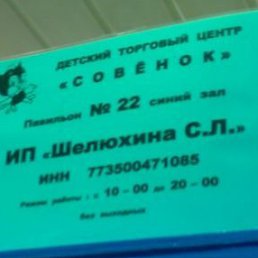 ДЕТСКИЙ ТОРГОВЫЙ ЦЕНТР
«СОВЁНОК»
Павильон № 22 синий зал
ИП «Шелюхина С.Л.»
ИНН 773500471085
Режим работы: с 10-00 до 20-00
Без выходных